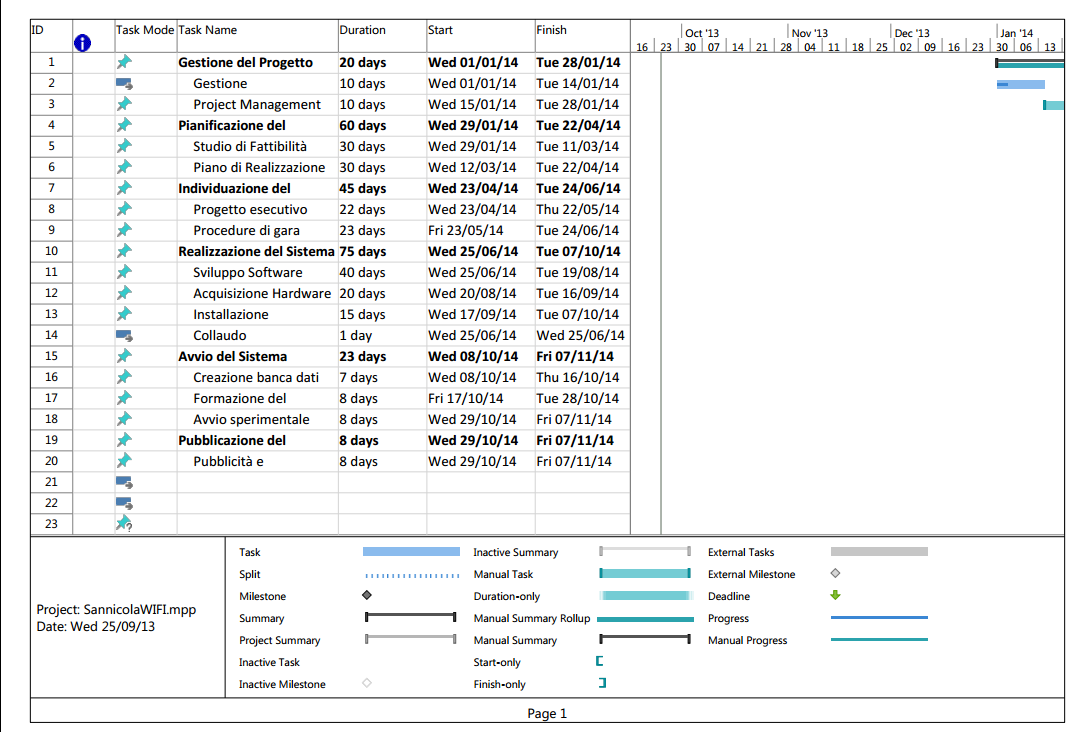 ID Task Mode Task Name Duration Start Finish Oct '13 Nov '13 Dec '13 Jan '14
16 23 30 07 14 21 28 04 11 18 25 02 09 16 23 30 06 13
1 Gestione del Progetto 20 days Wed 01/01/14 Tue 28/01/14
2 Gestione 10 days Wed 01/01/14 Tue 14/01/14
3 Project Management 10 days Wed 15/01/14 Tue 28/01/14
4 Pianificazione del 60 days Wed 29/01/14 Tue 22/04/14
5 Studio di Fattibilità 30 days Wed 29/01/14 Tue 11/03/14
6 Piano di Realizzazione 30 days Wed 12/03/14 Tue 22/04/14
7 Individuazione del 45 days Wed 23/04/14 Tue 24/06/14
8 Progetto esecutivo 22 days Wed 23/04/14 Thu 22/05/14
9 Procedure di gara 23 days Fri 23/05/14 Tue 24/06/14
10 Realizzazione del Sistema 75 days Wed 25/06/14 Tue 07/10/14
11 Sviluppo Software 40 days Wed 25/06/14 Tue 19/08/14
12 Acquisizione Hardware 20 days Wed 20/08/14 Tue 16/09/14
13 Installazione 15 days Wed 17/09/14 Tue 07/10/14
14 Collaudo 1 day Wed 25/06/14 Wed 25/06/14
15 Avvio del Sistema 23 days Wed 08/10/14 Fri 07/11/14
16 Creazione banca dati 7 days Wed 08/10/14 Thu 16/10/14
17 Formazione del 8 days Fri 17/10/14 Tue 28/10/14
18 Avvio sperimentale 8 days Wed 29/10/14 Fri 07/11/14
19 Pubblicazione del 8 days Wed 29/10/14 Fri 07/11/14
20 Pubblicità e 8 days Wed 29/10/14 Fri 07/11/14
21
22
23
Project: SannicolaWIFI.mpp
Date: Wed 25/09/13
Task Inactive Summary External Tasks
Split Manual Task External Milestone
Milestone Duration-only Deadline
Summary Manual Summary Rollup Progress
Project Summary Manual Summary Manual Progress
Inactive Task Start-only
Inactive Milestone Finish-only
Page 1